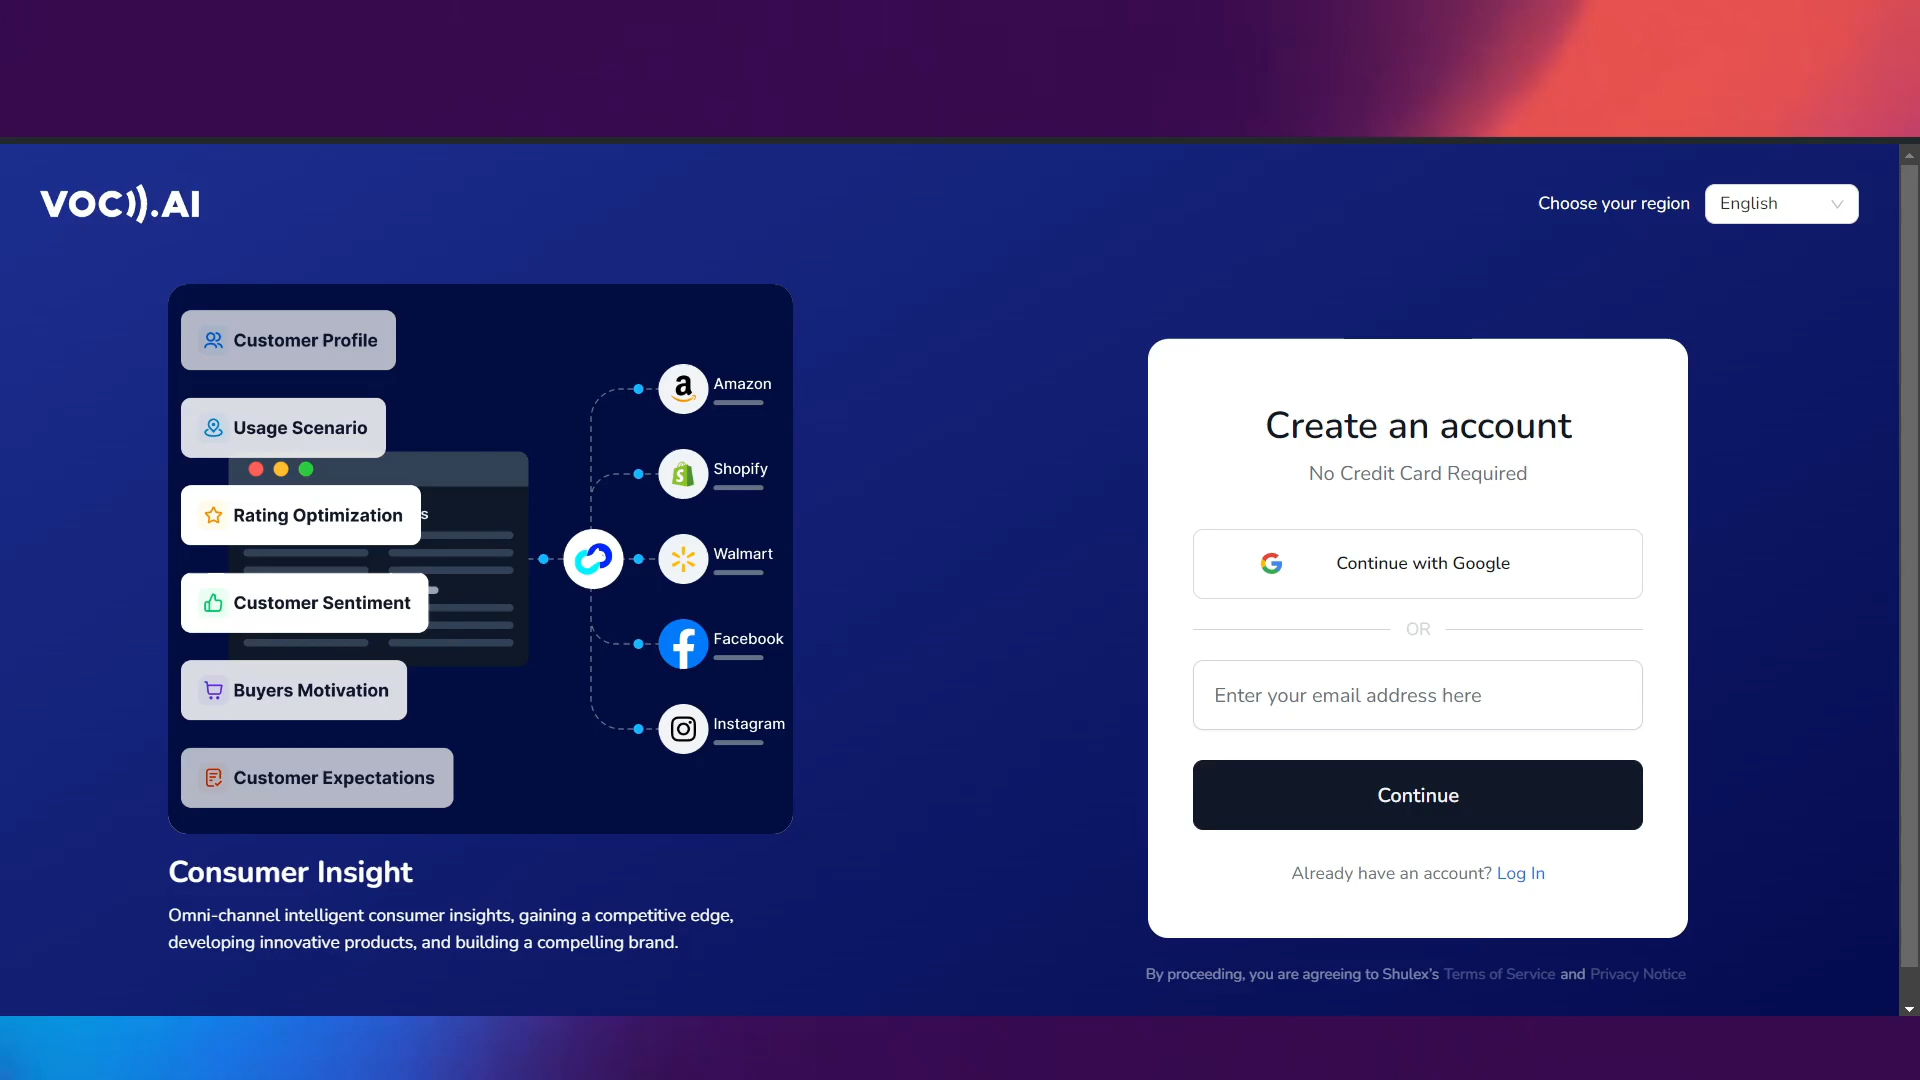 VOC.AI
Choose your region
English
Customer Profile
Usage Scenario
Rating Optimization
s
Customer Sentiment
Buyers Motivation
Customer Expectations
Amazon
Shopify
Walmart
Facebook
Instagram
Consumer Insight
Omni-channel intelligent consumer insights, gaining a competitive edge,
developing innovative products, and building a compelling brand.
Create an account
No Credit Card Required
Continue with Google
OR
Enter your email address here
Continue
Already have an account? Log In
By proceeding, you are agreeing to Shulex's Terms of Service and Privacy Notice